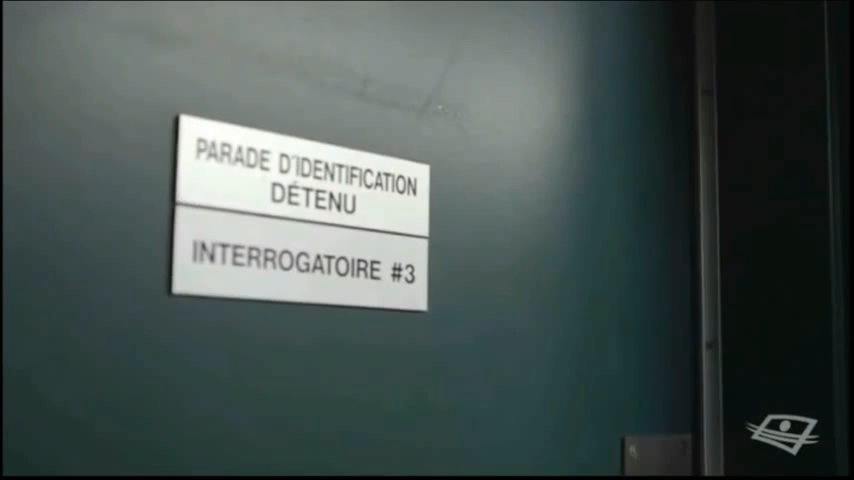 PARADE D'IDENTIFICATION
DÉTENU
INTERROGATOIRE #3